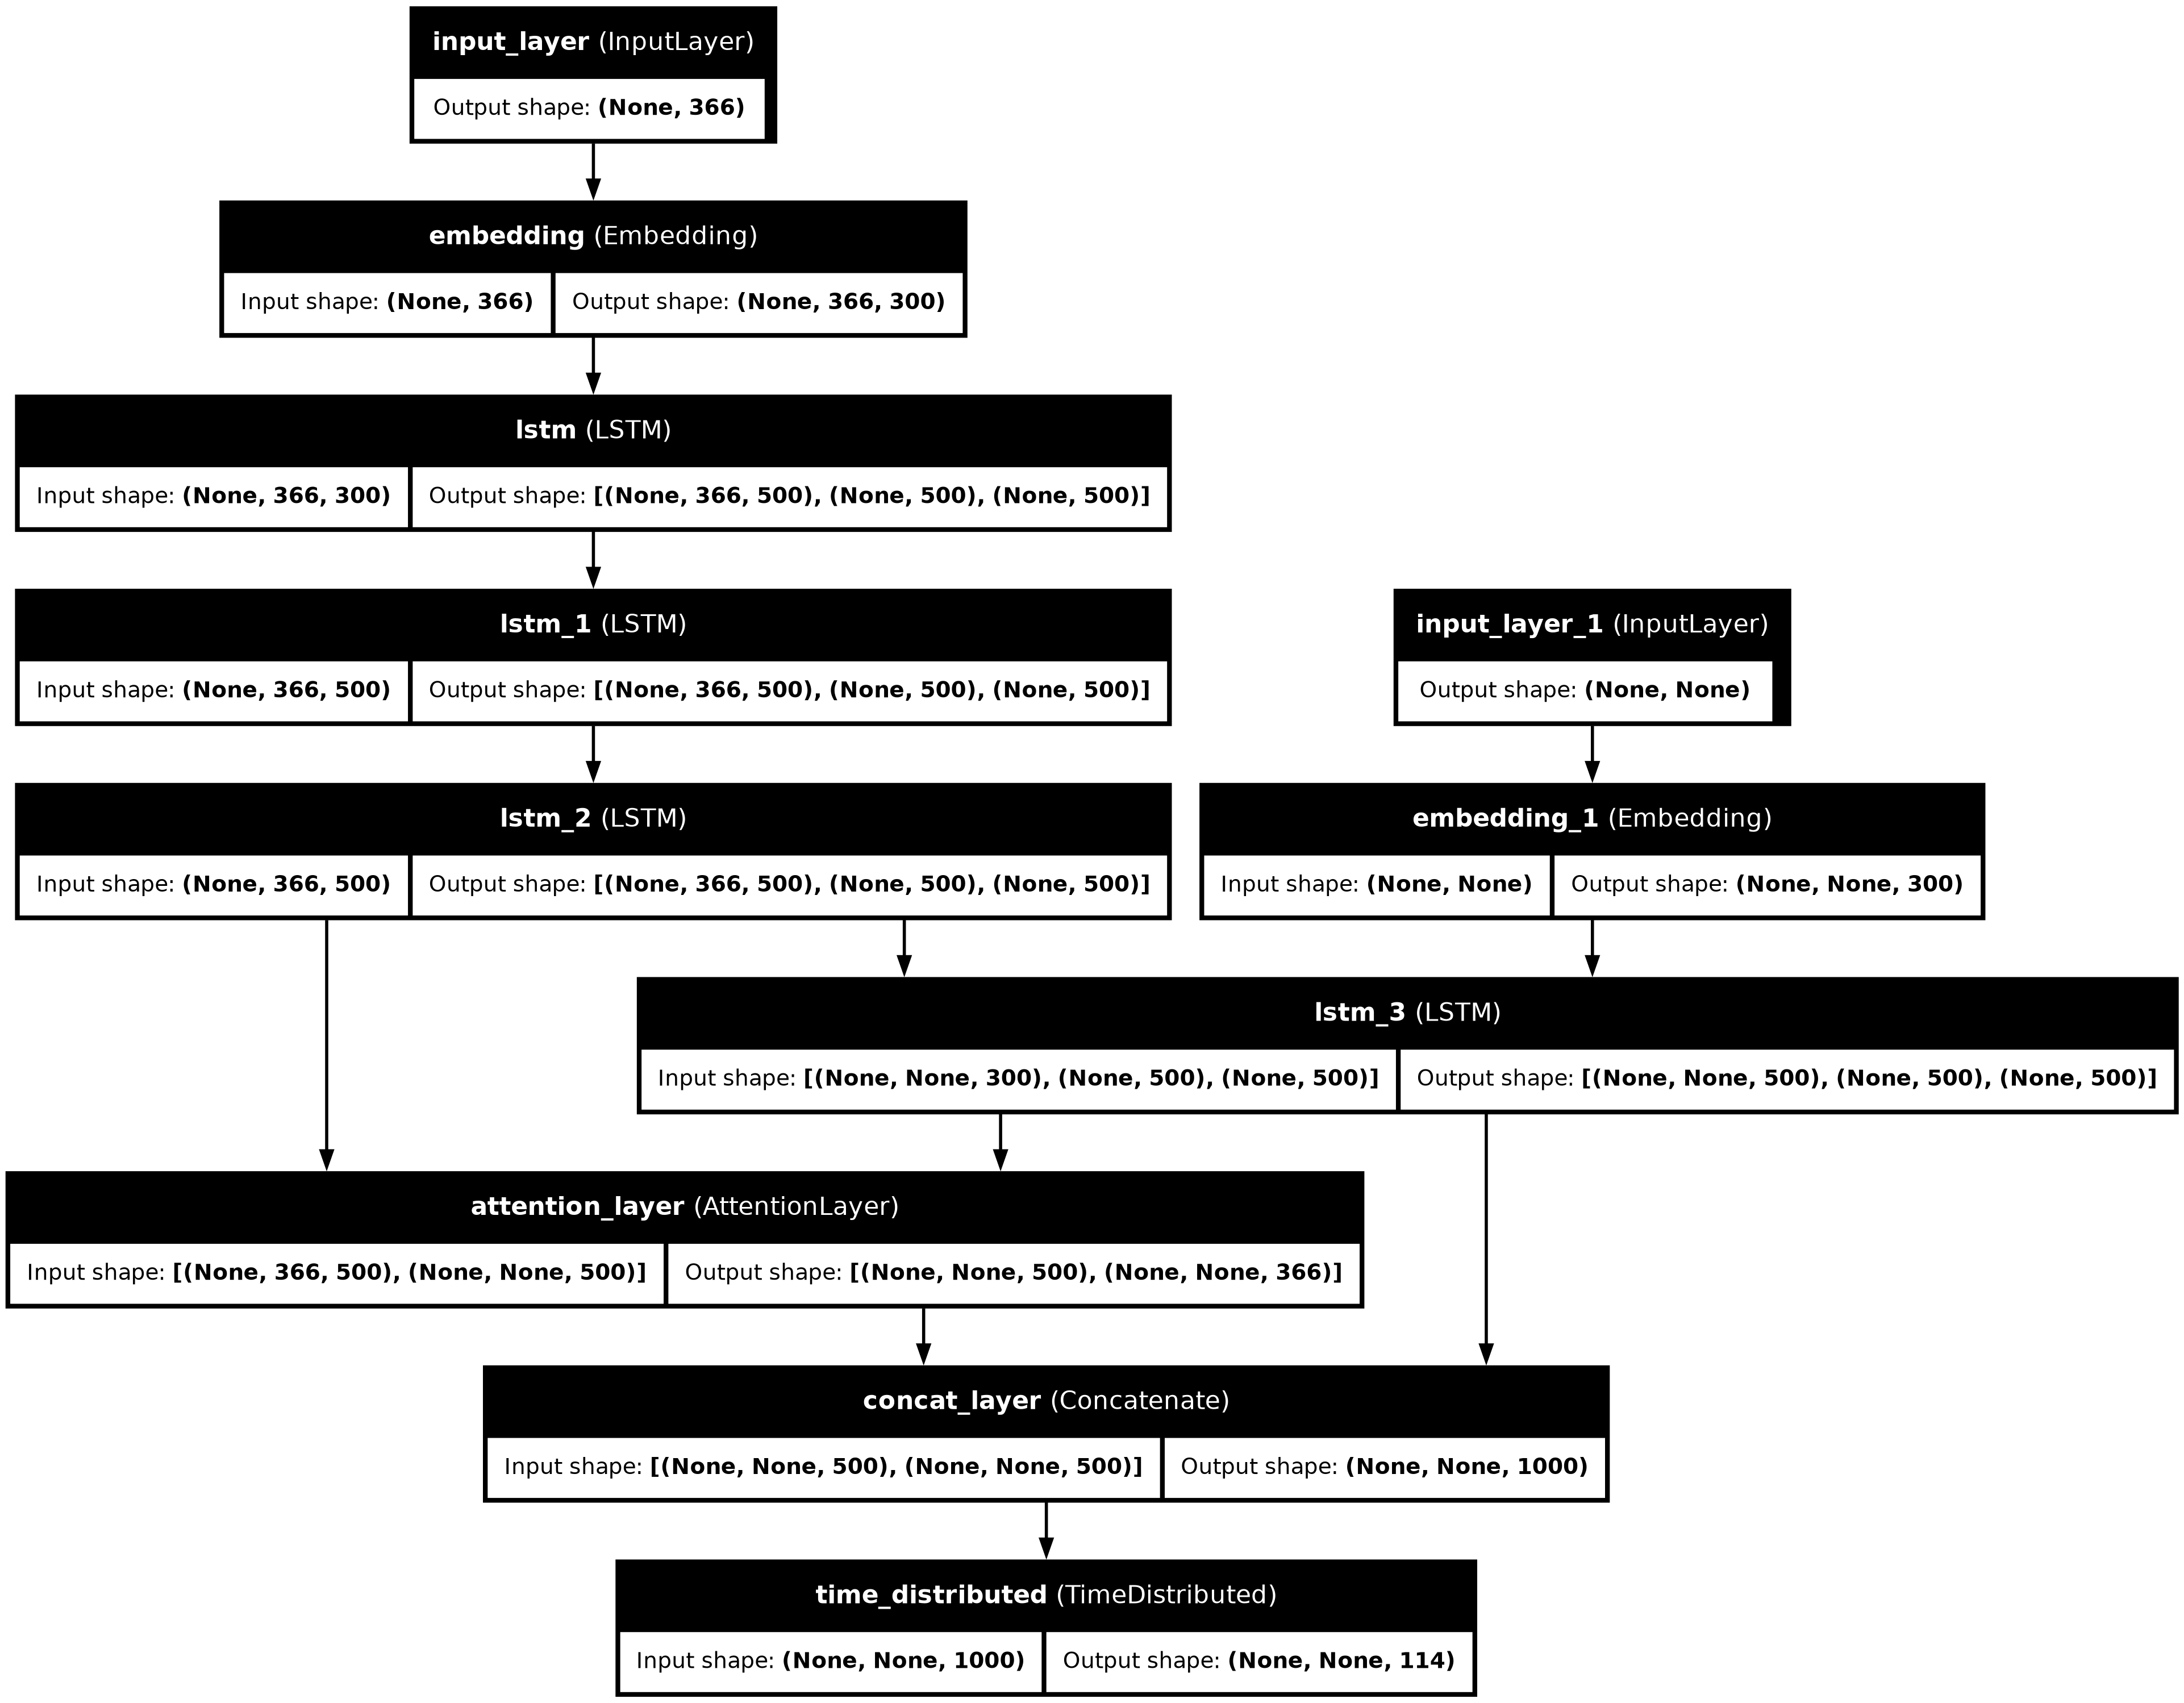 input_layer (InputLayer)
Output shape: (None, 366)
embedding (Embedding)
Input shape: (None, 366) Output shape: (None, 366, 300)
lstm (LSTM)
Input shape: (None, 366, 300) Output shape: [(None, 366, 500), (None, 500), (None, 500)]
lstm_1 (LSTM)
Input shape: (None, 366, 500) Output shape: [(None, 366, 500), (None, 500), (None, 500)]
input_layer_1 (InputLayer)
Output shape: (None, None)
lstm_2 (LSTM)
Input shape: (None, 366, 500) Output shape: [(None, 366, 500), (None, 500), (None, 500)]
embedding_1 (Embedding)
Input shape: (None, None) Output shape: (None, None, 300)
lstm_3 (LSTM)
Input shape: [(None, None, 300), (None, 500), (None, 500)] Output shape: [(None, None, 500), (None, 500), (None, 500)]
attention_layer (AttentionLayer)
Input shape: [(None, 366, 500), (None, None, 500)] Output shape: [(None, None, 500), (None, None, 366)]
concat_layer (Concatenate)
Input shape: [(None, None, 500), (None, None, 500)] Output shape: (None, None, 1000)
time_distributed (TimeDistributed)
Input shape: (None, None, 1000) Output shape: (None, None, 114)